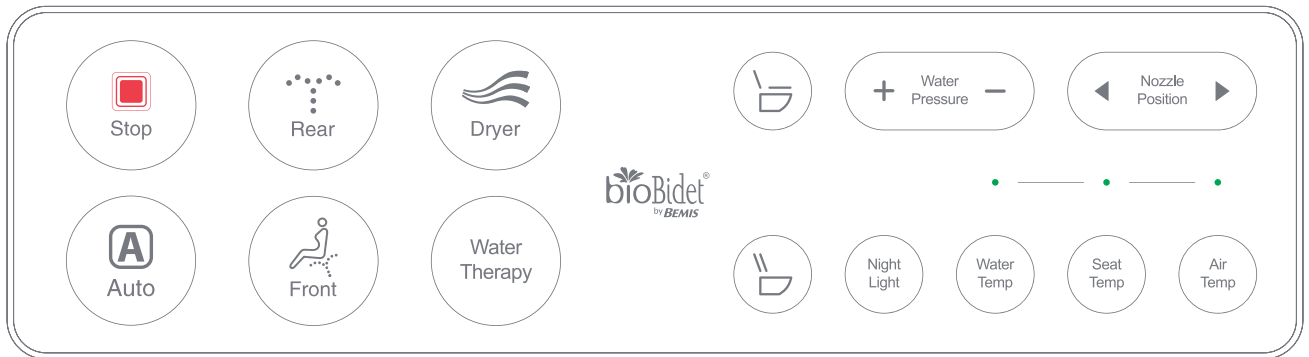 Stop
Rear
Dryer
+ Water Pressure −
◀ Nozzle Position ▶
bioBidet®
by BEMIS
A
Auto
Front
Water
Therapy
Night
Light
Water
Temp
Seat
Temp
Air
Temp